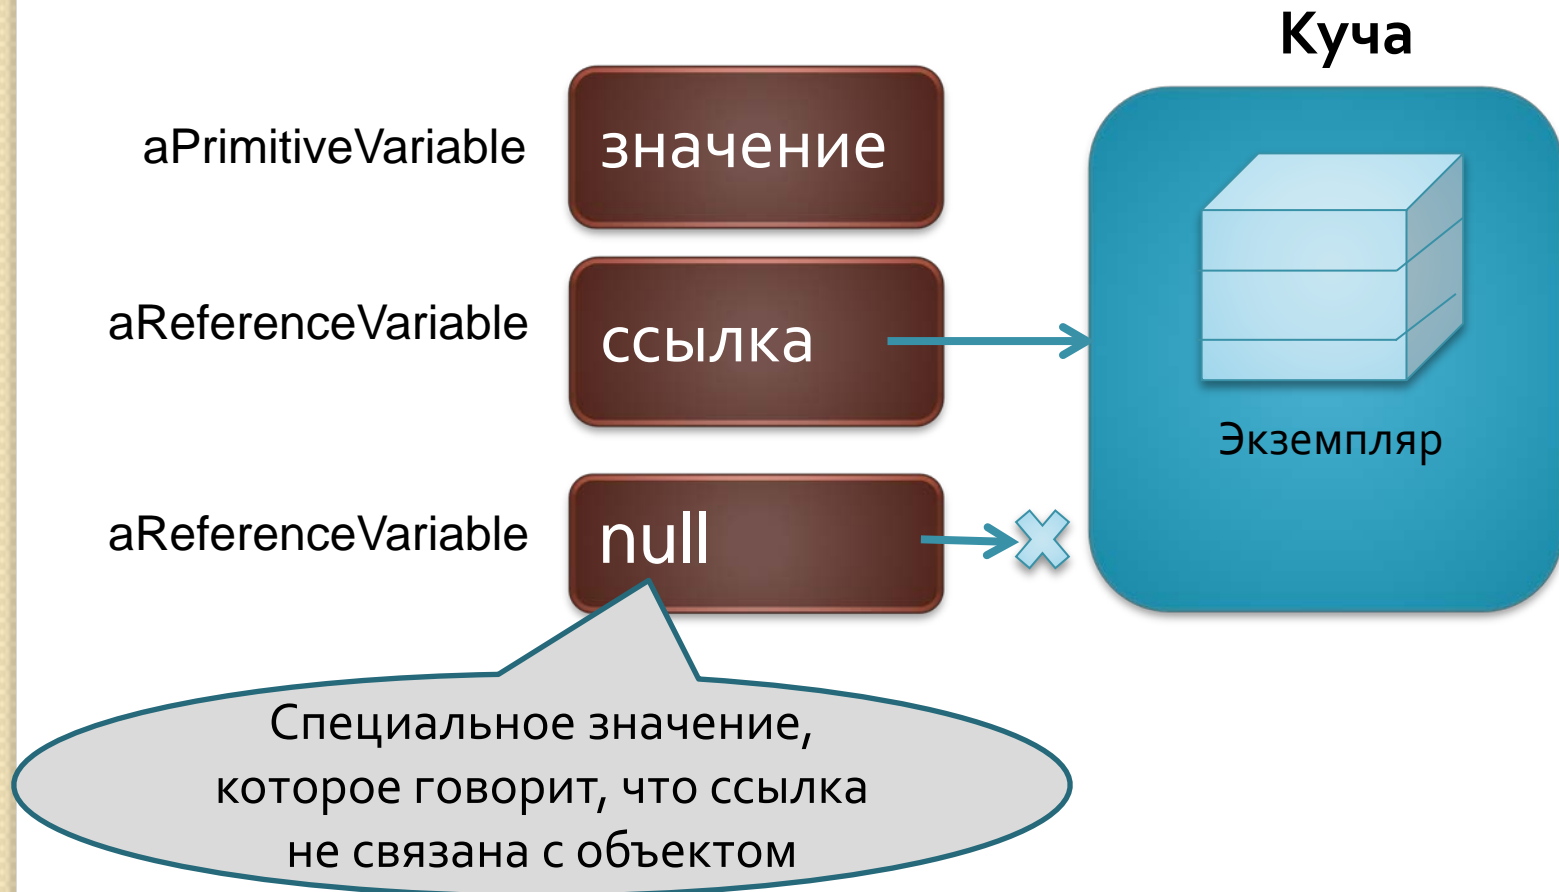 Куча
aPrimitiveVariable
значение
aReferenceVariable
ссылка
Экземпляр
aReferenceVariable
null
Специальное значение,
которое говорит, что ссылка
не связана с объектом